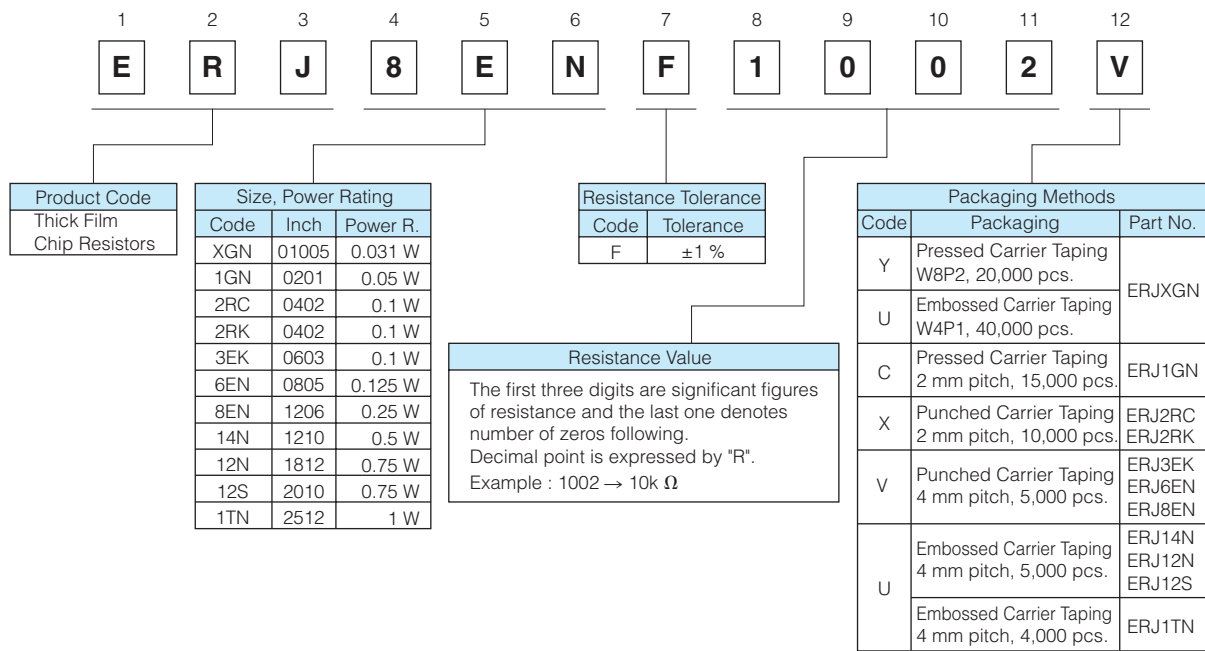 1 2 3 4 5 6 7 8 9 10 11 12
E R J 8 E N F 1 0 0 2 V
Product Code
Thick Film
Chip Resistors
Size, Power Rating
Code Inch Power R.
XGN 01005 0.031 W
1GN 0201 0.05 W
2RC 0402 0.1 W
2RK 0402 0.1 W
3EK 0603 0.1 W
6EN 0805 0.125 W
8EN 1206 0.25 W
14N 1210 0.5 W
12N 1812 0.75 W
12S 2010 0.75 W
1TN 2512 1 W
Resistance Tolerance
Code Tolerance
F ±1 %
Resistance Value
The first three digits are significant figures
of resistance and the last one denotes
number of zeros following.
Decimal point is expressed by "R".
Example : 1002 → 10k Ω
Packaging Methods
Code Packaging Part No.
Y
Pressed Carrier Taping
W8P2, 20,000 pcs.
ERJXGN
U
Embossed Carrier Taping
W4P1, 40,000 pcs.
C
Pressed Carrier Taping
2 mm pitch, 15,000 pcs.
ERJ1GN
X
Punched Carrier Taping
2 mm pitch, 10,000 pcs.
ERJ2RC
ERJ2RK
V
Punched Carrier Taping
4 mm pitch, 5,000 pcs.
ERJ3EK
ERJ6EN
ERJ8EN
U
Embossed Carrier Taping
4 mm pitch, 5,000 pcs.
ERJ14N
ERJ12N
ERJ12S
Embossed Carrier Taping
4 mm pitch, 4,000 pcs.
ERJ1TN